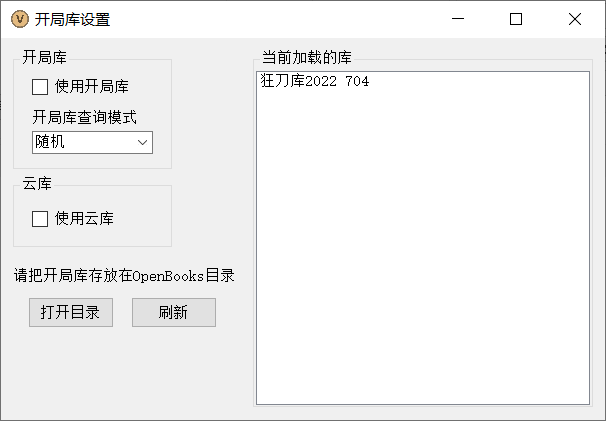 开局库设置
开局库
使用开局库
开局库查询模式
随机
云库
使用云库
请把开局库存放在OpenBooks目录
打开目录
刷新
当前加载的库
狂刀库2022 704